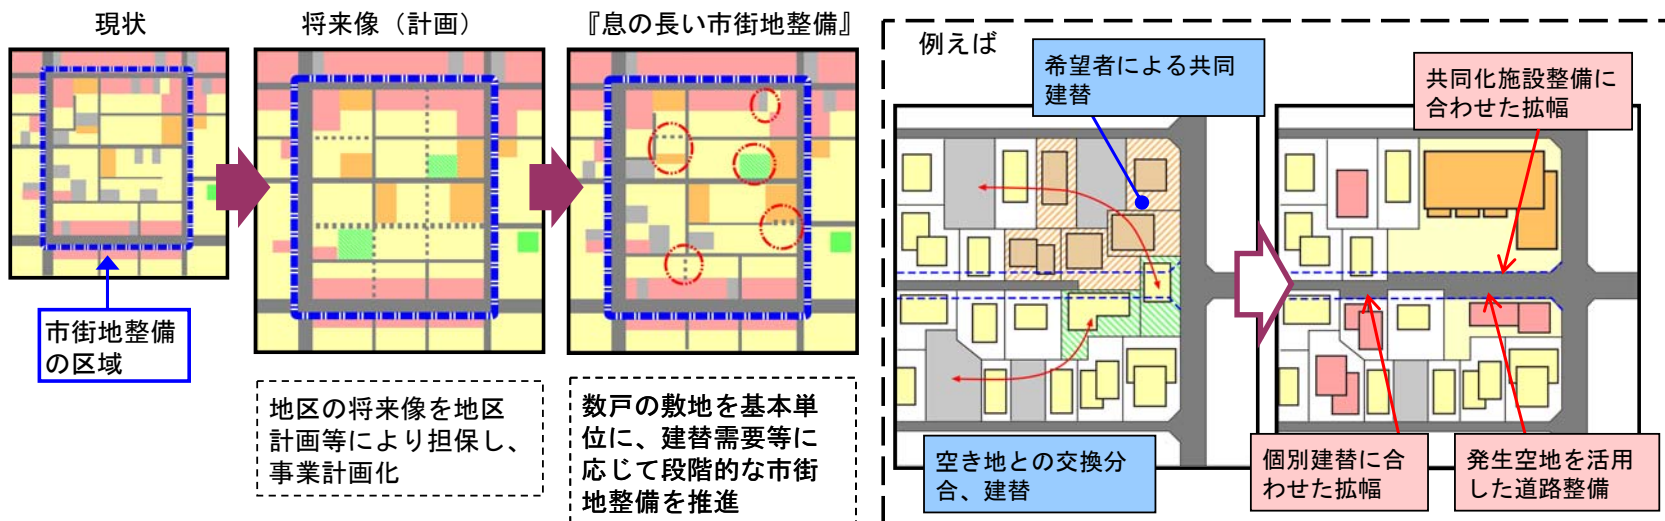 現状
将来像（計画）
『息の長い市街地整備』
市街地整備
の区域
地区の将来像を地区
計画等により担保し、
事業計画化
数戸の敷地を基本単
位に、建替需要等に
応じて段階的な市街
地整備を推進
例えば
希望者による共同
建替
共同化施設整備に
合わせた拡幅
空き地との交換分
合、建替
個別建替に合
わせた拡幅
発生空地を活用
した道路整備